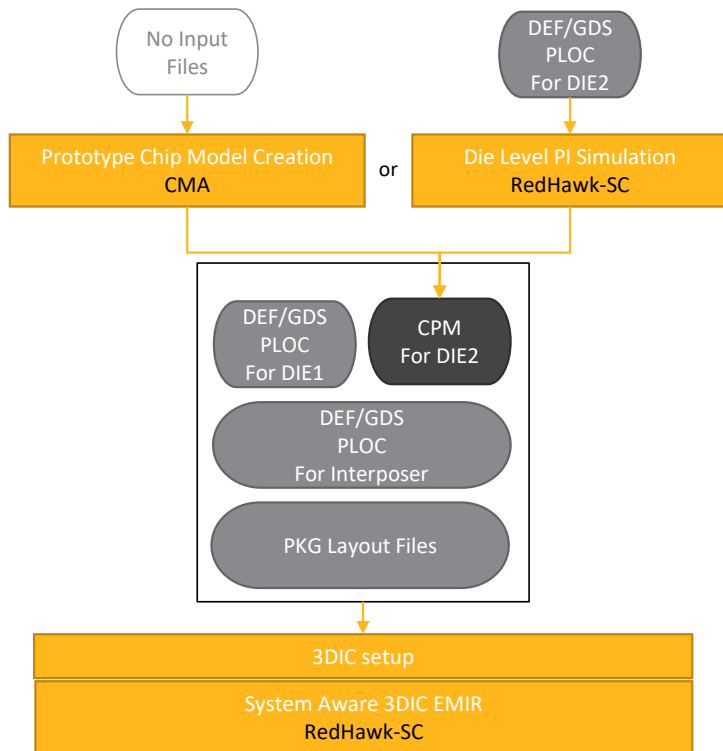 No Input
Files
DEF/GDS
PLOC
For DIE2
Prototype Chip Model Creation
CMA
or
Die Level PI Simulation
RedHawk-SC
DEF/GDS
PLOC
For DIE1
CPM
For DIE2
DEF/GDS
PLOC
For Interposer
PKG Layout Files
3DIC setup
System Aware 3DIC EMIR
RedHawk-SC